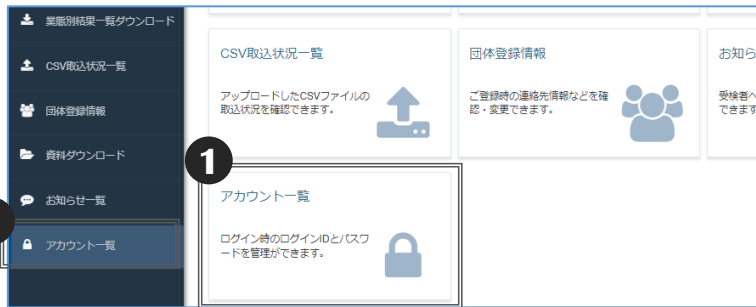 業態別結果一覧ダウンロード
CSV取込状況一覧
団体登録情報
資料ダウンロード
お知らせ一覧
アカウント一覧
CSV取込状況一覧
アップロードしたCSVファイルの
取込状況を確認できます。
団体登録情報
ご登録時の連絡先情報などを確
認・変更できます。
お知ら
受検者へ
できます
1
アカウント一覧
ログイン時のログインIDとパスワ
ードを管理ができます。